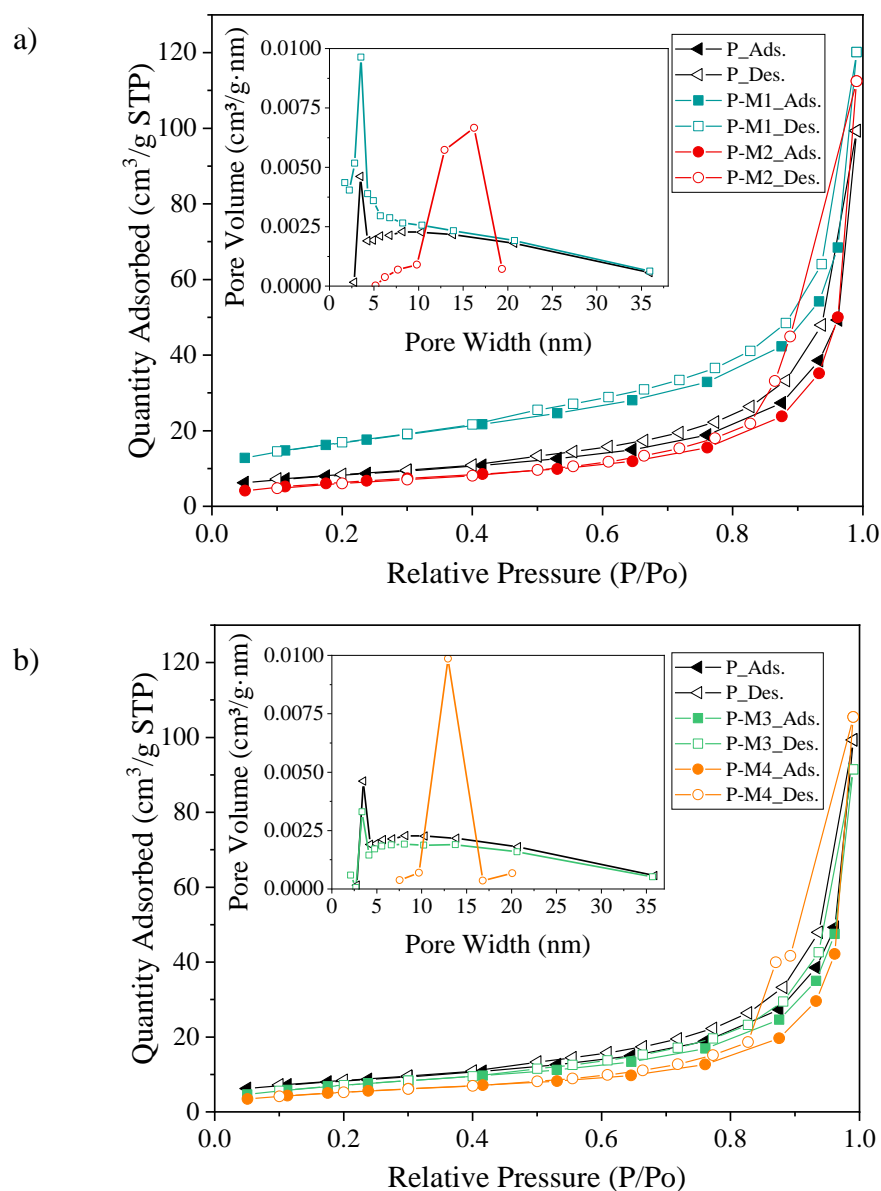 a)
Quantity Adsorbed (cm³/g STP)
120
100
80
60
40
20
0
0.0
0.2
0.4
0.6
0.8
1.0
Relative Pressure (P/Po)
Pore Volume (cm³/g·nm)
0.0100
0.0075
0.0050
0.0025
0.0000
0
5
10
15
20
25
30
35
Pore Width (nm)
P_Ads.
P_Des.
P-M1_Ads.
P-M1_Des.
P-M2_Ads.
P-M2_Des.
b)
Quantity Adsorbed (cm³/g STP)
120
100
80
60
40
20
0
0.0
0.2
0.4
0.6
0.8
1.0
Relative Pressure (P/Po)
Pore Volume (cm³/g·nm)
0.0100
0.0075
0.0050
0.0025
0.0000
0
5
10
15
20
25
30
35
Pore Width (nm)
P_Ads.
P_Des.
P-M3_Ads.
P-M3_Des.
P-M4_Ads.
P-M4_Des.